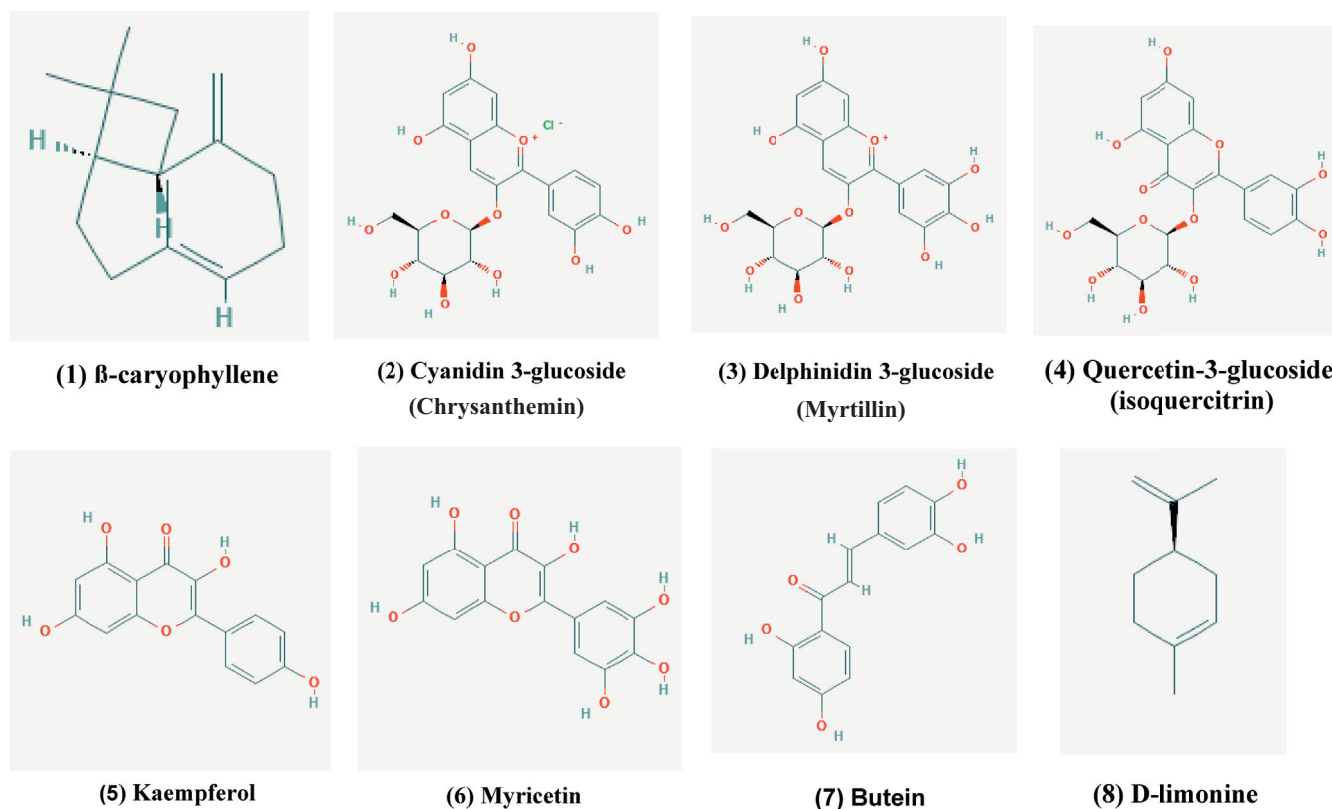 (1) ß-caryophyllene
(2) Cyanidin 3-glucoside
(Chrysanthemin)
(3) Delphinidin 3-glucoside
(Myrtillin)
(4) Quercetin-3-glucoside
(isoquercitrin)
(5) Kaempferol
(6) Myricetin
(7) Butein
(8) D-limonine
H
H
H
H
O
H
O
O
+
Cl -
H
O
O
O
H
O
H
O
H
O
H
O
H
O
H
H
O
H
O
O
+
H
O
O
H
O
H
O
O
H
O
H
O
H
O
H
O
H
H
O
H
O
O
O
H
O
O
H
O
H
O
O
H
O
H
O
H
O
H
H
O
O
H
O
H
O
O
O
H
H
O
O
H
O
H
O
O
O
H
O
H
O
H
H
O
O
H
H
O
H
H
O
O
H